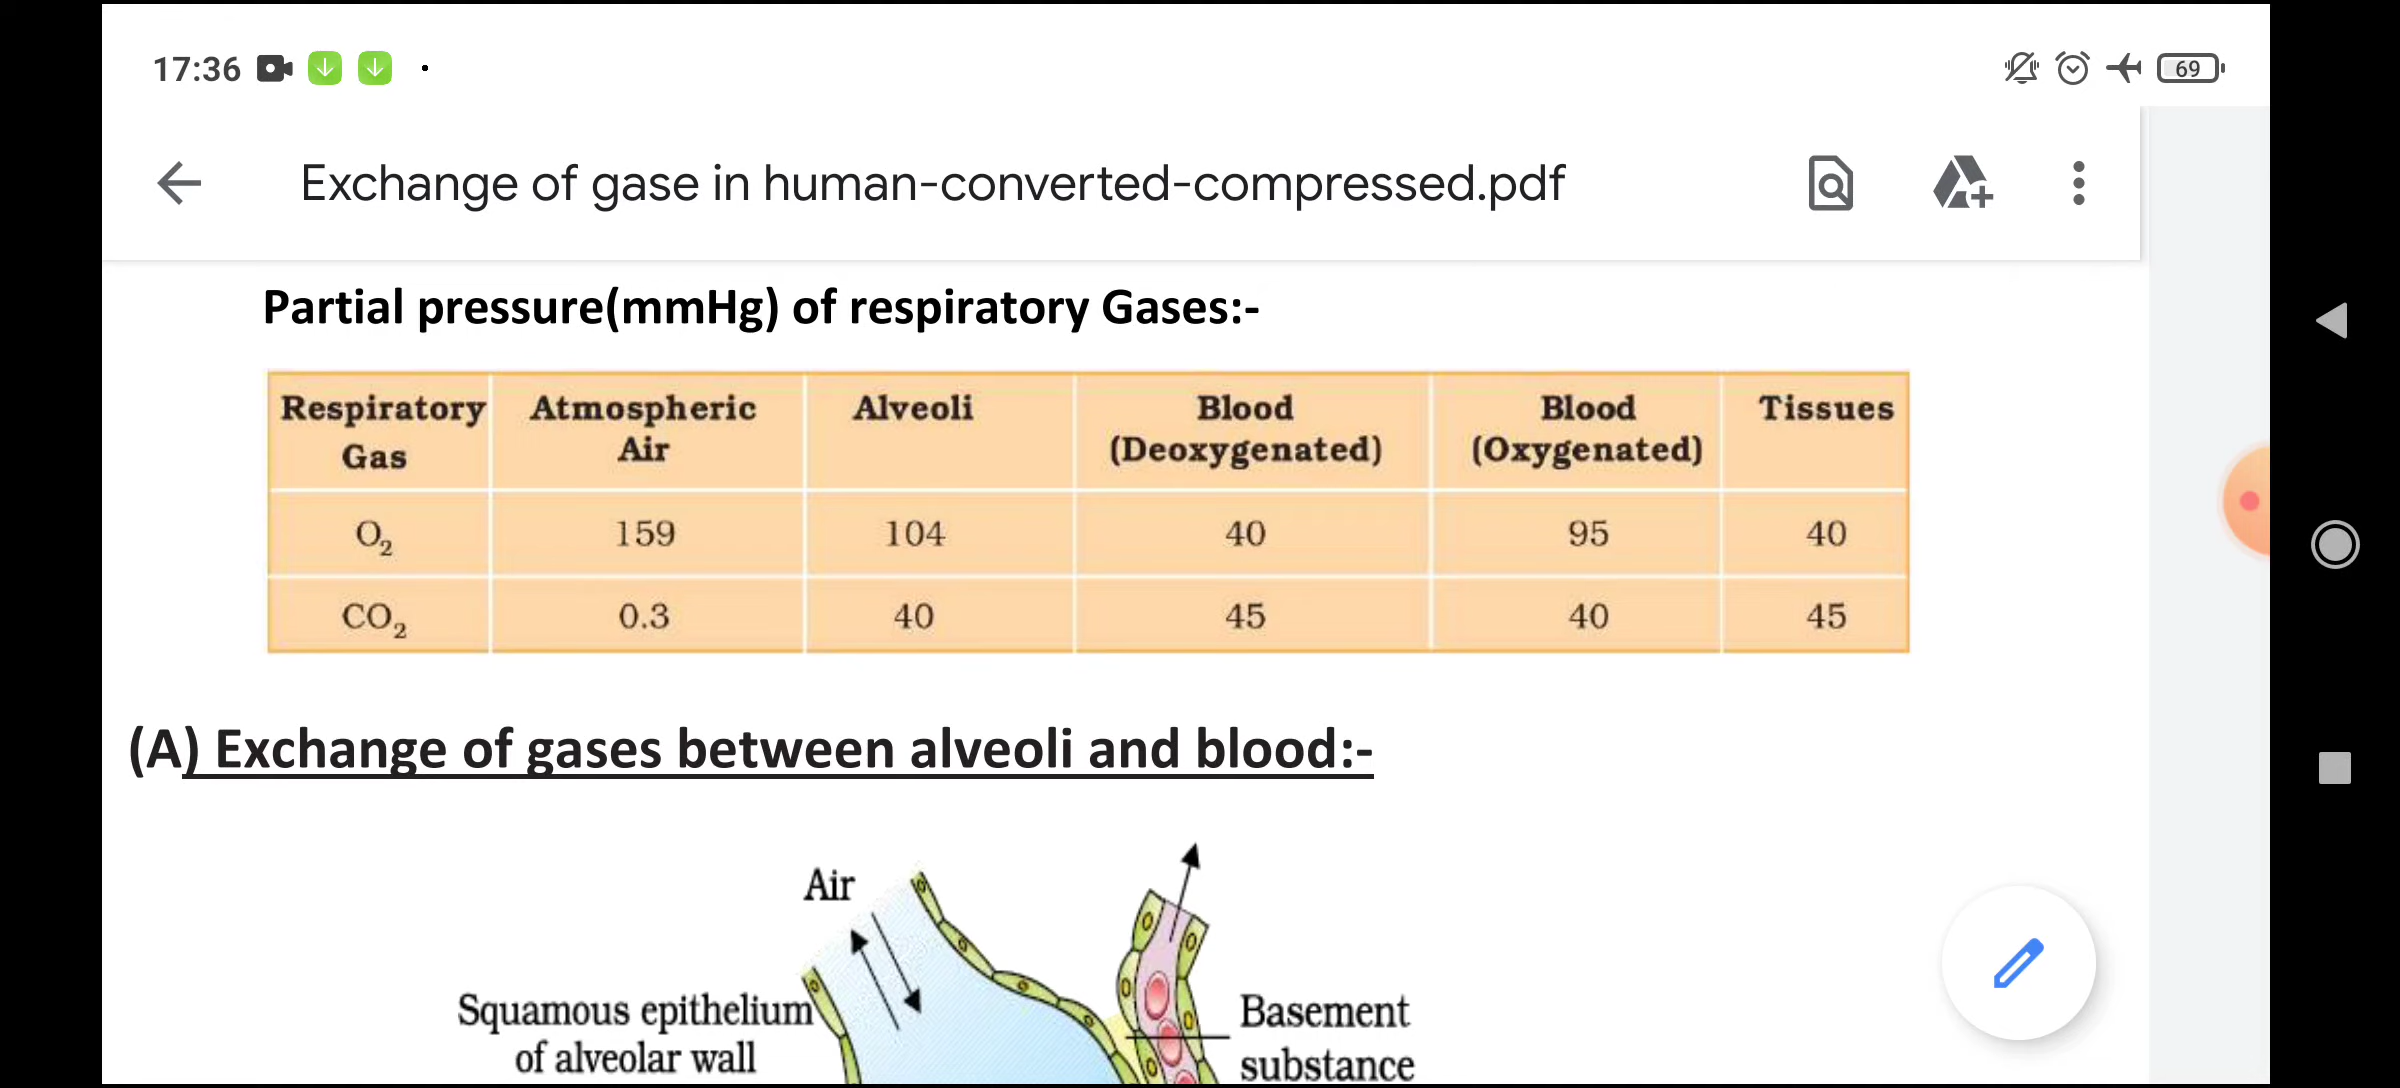 17:36
69
Exchange of gase in human-converted-compressed.pdf
Partial pressure(mmHg) of respiratory Gases:-
Respiratory Gas Atmospheric Air Alveoli Blood (Deoxygenated) Blood (Oxygenated) Tissues
O₂ 159 104 40 95 40
CO₂ 0.3 40 45 40 45
(A) Exchange of gases between alveoli and blood:-
Air
Squamous epithelium
of alveolar wall
Basement
substance